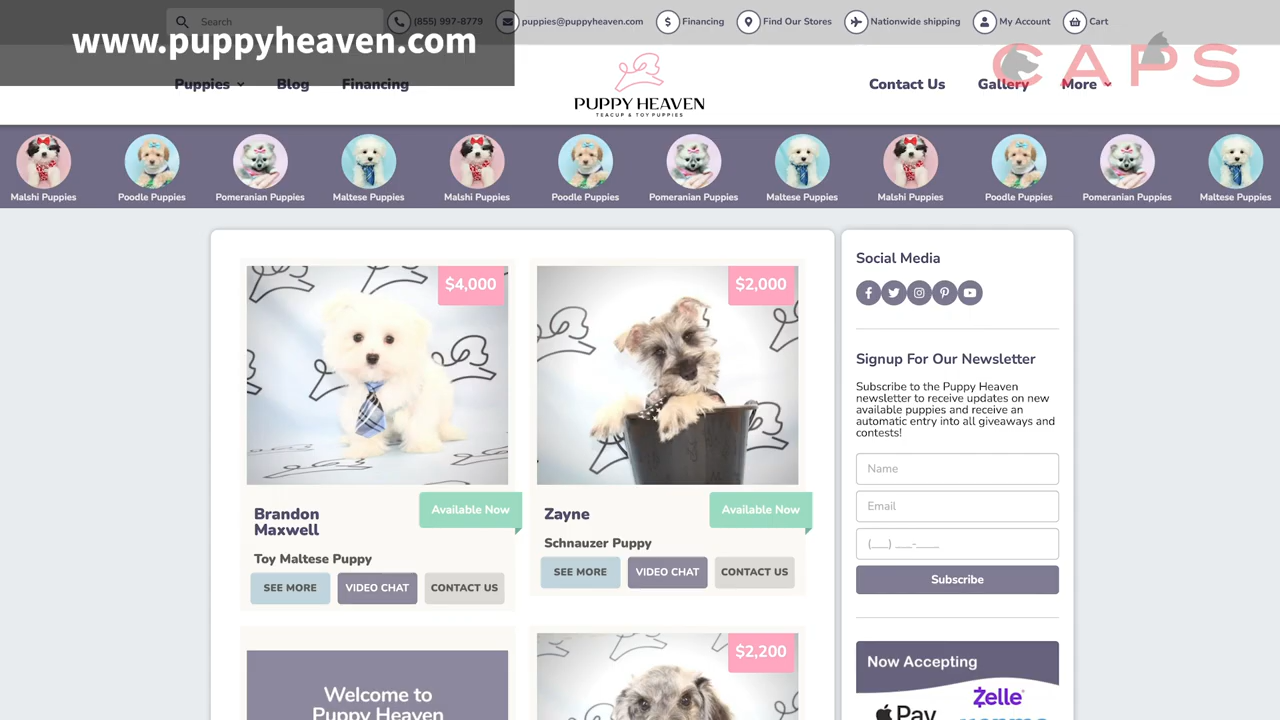 www.puppyheaven.com
Search
(855) 997-8779
puppies@puppyheaven.com
Financing
Find Our Stores
Nationwide shipping
My Account
Cart
CAPS
Puppies
Blog
Financing
PUPPY HEAVEN
TEACUP & TOY PUPPIES
Contact Us
Gallery
More
Malshi Puppies
Poodle Puppies
Pomeranian Puppies
Maltese Puppies
Malshi Puppies
Poodle Puppies
Pomeranian Puppies
Maltese Puppies
Malshi Puppies
Poodle Puppies
Pomeranian Puppies
Maltese Puppies
$4,000
Available Now
Brandon
Maxwell
Toy Maltese Puppy
SEE MORE
VIDEO CHAT
CONTACT US
$2,000
Available Now
Zayne
Schnauzer Puppy
SEE MORE
VIDEO CHAT
CONTACT US
Welcome to
Puppy Heaven
$2,200
Social Media
Signup For Our Newsletter
Subscribe to the Puppy Heaven
newsletter to receive updates on new
available puppies and receive an
automatic entry into all giveaways and
contests!
Name
Email
(___) ___-____
Subscribe
Now Accepting
Zelle
Pay